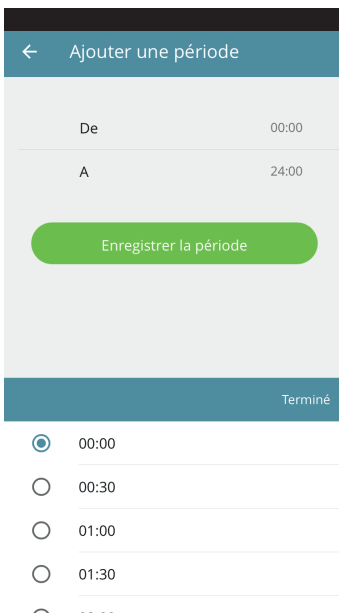 Ajouter une période
De 00:00
A 24:00
Enregistrer la période
Terminé
00:00
00:30
01:00
01:30